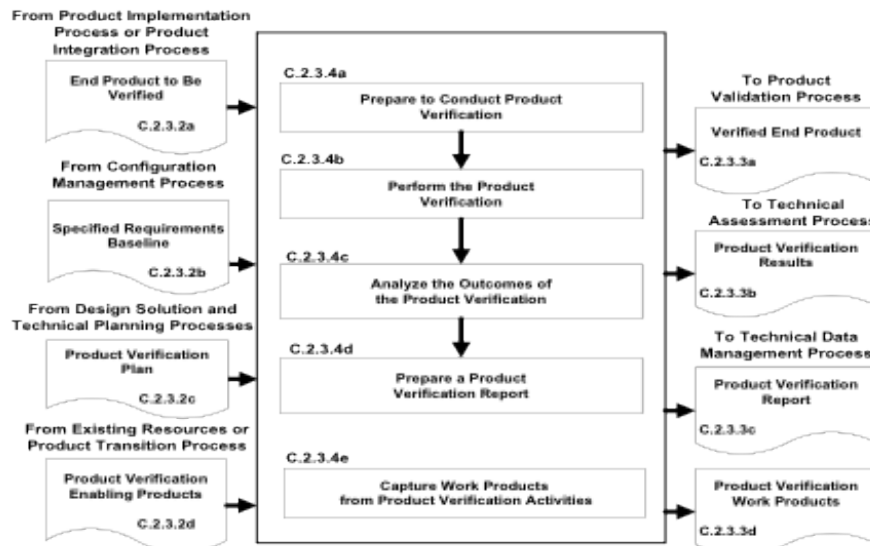 From Product Implementation
Process or Product
Integration Process
End Product to Be
Verified
C.2.3.2a
From Configuration
Management Process
Specified Requirements
Baseline
C.2.3.2b
From Design Solution and
Technical Planning Processes
Product Verification
Plan
C.2.3.2c
From Existing Resources or
Product Transition Process
Product Verification
Enabling Products
C.2.3.2d
C.2.3.4a
Prepare to Conduct Product
Verification
C.2.3.4b
Perform the Product
Verification
C.2.3.4c
Analyze the Outcomes of
the Product Verification
C.2.3.4d
Prepare a Product
Verification Report
C.2.3.4e
Capture Work Products
from Product Verification Activities
To Product
Validation Process
Verified End Product
C.2.3.3a
To Technical
Assessment Process
Product Verification
Results
C.2.3.3b
To Technical Data
Management Process
Product Verification
Report
C.2.3.3c
Product Verification
Work Products
C.2.3.3d